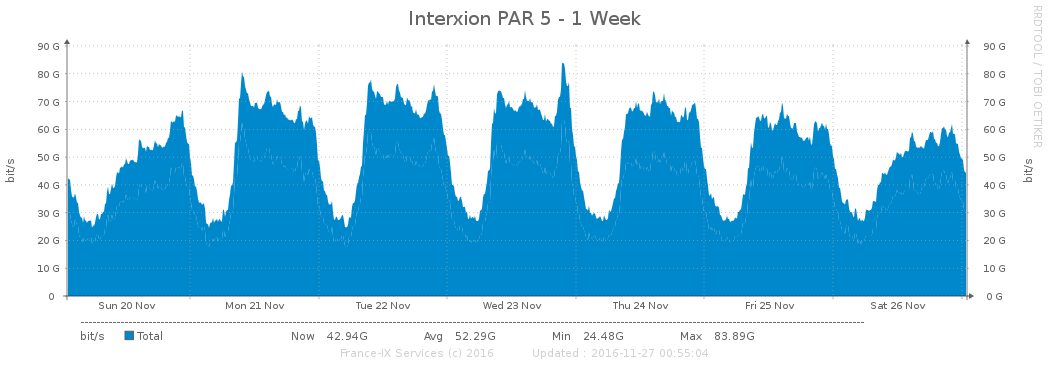 Interxion PAR 5 - 1 Week
RRDTOOL / TOBI OETIKER
90 G 90 G
80 G 80 G
70 G 70 G
60 G 60 G
50 G 50 G
40 G 40 G
30 G 30 G
20 G 20 G
10 G 10 G
0 0 G
bit/s
bit/s
Sun 20 Nov Mon 21 Nov Tue 22 Nov Wed 23 Nov Thu 24 Nov Fri 25 Nov Sat 26 Nov
bit/s Total Now 42.94G Avg 52.29G Min 24.48G Max 83.89G
France-IX Services (c) 2016 Updated : 2016-11-27 00:55:04